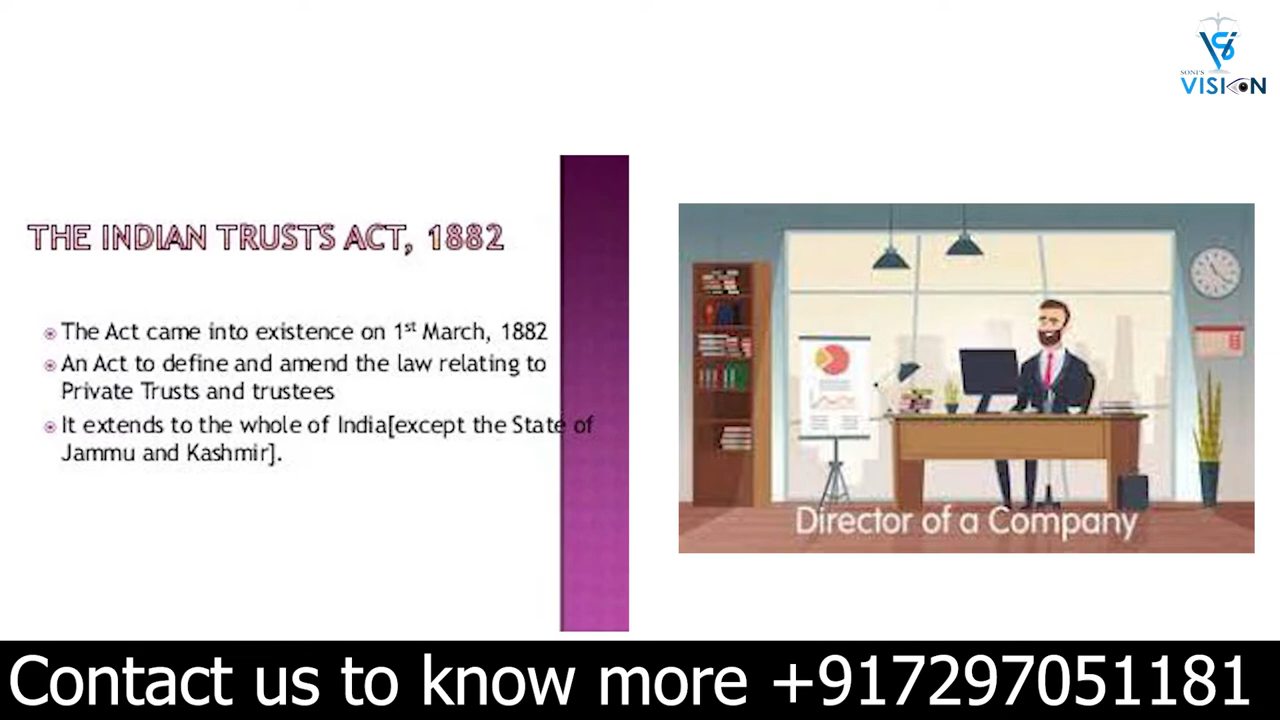 SONI'S
VISION
THE INDIAN TRUSTS ACT, 1882
The Act came into existence on 1st March, 1882
An Act to define and amend the law relating to
Private Trusts and trustees
It extends to the whole of India[except the State of
Jammu and Kashmir].
Director of a Company
Contact us to know more +917297051181